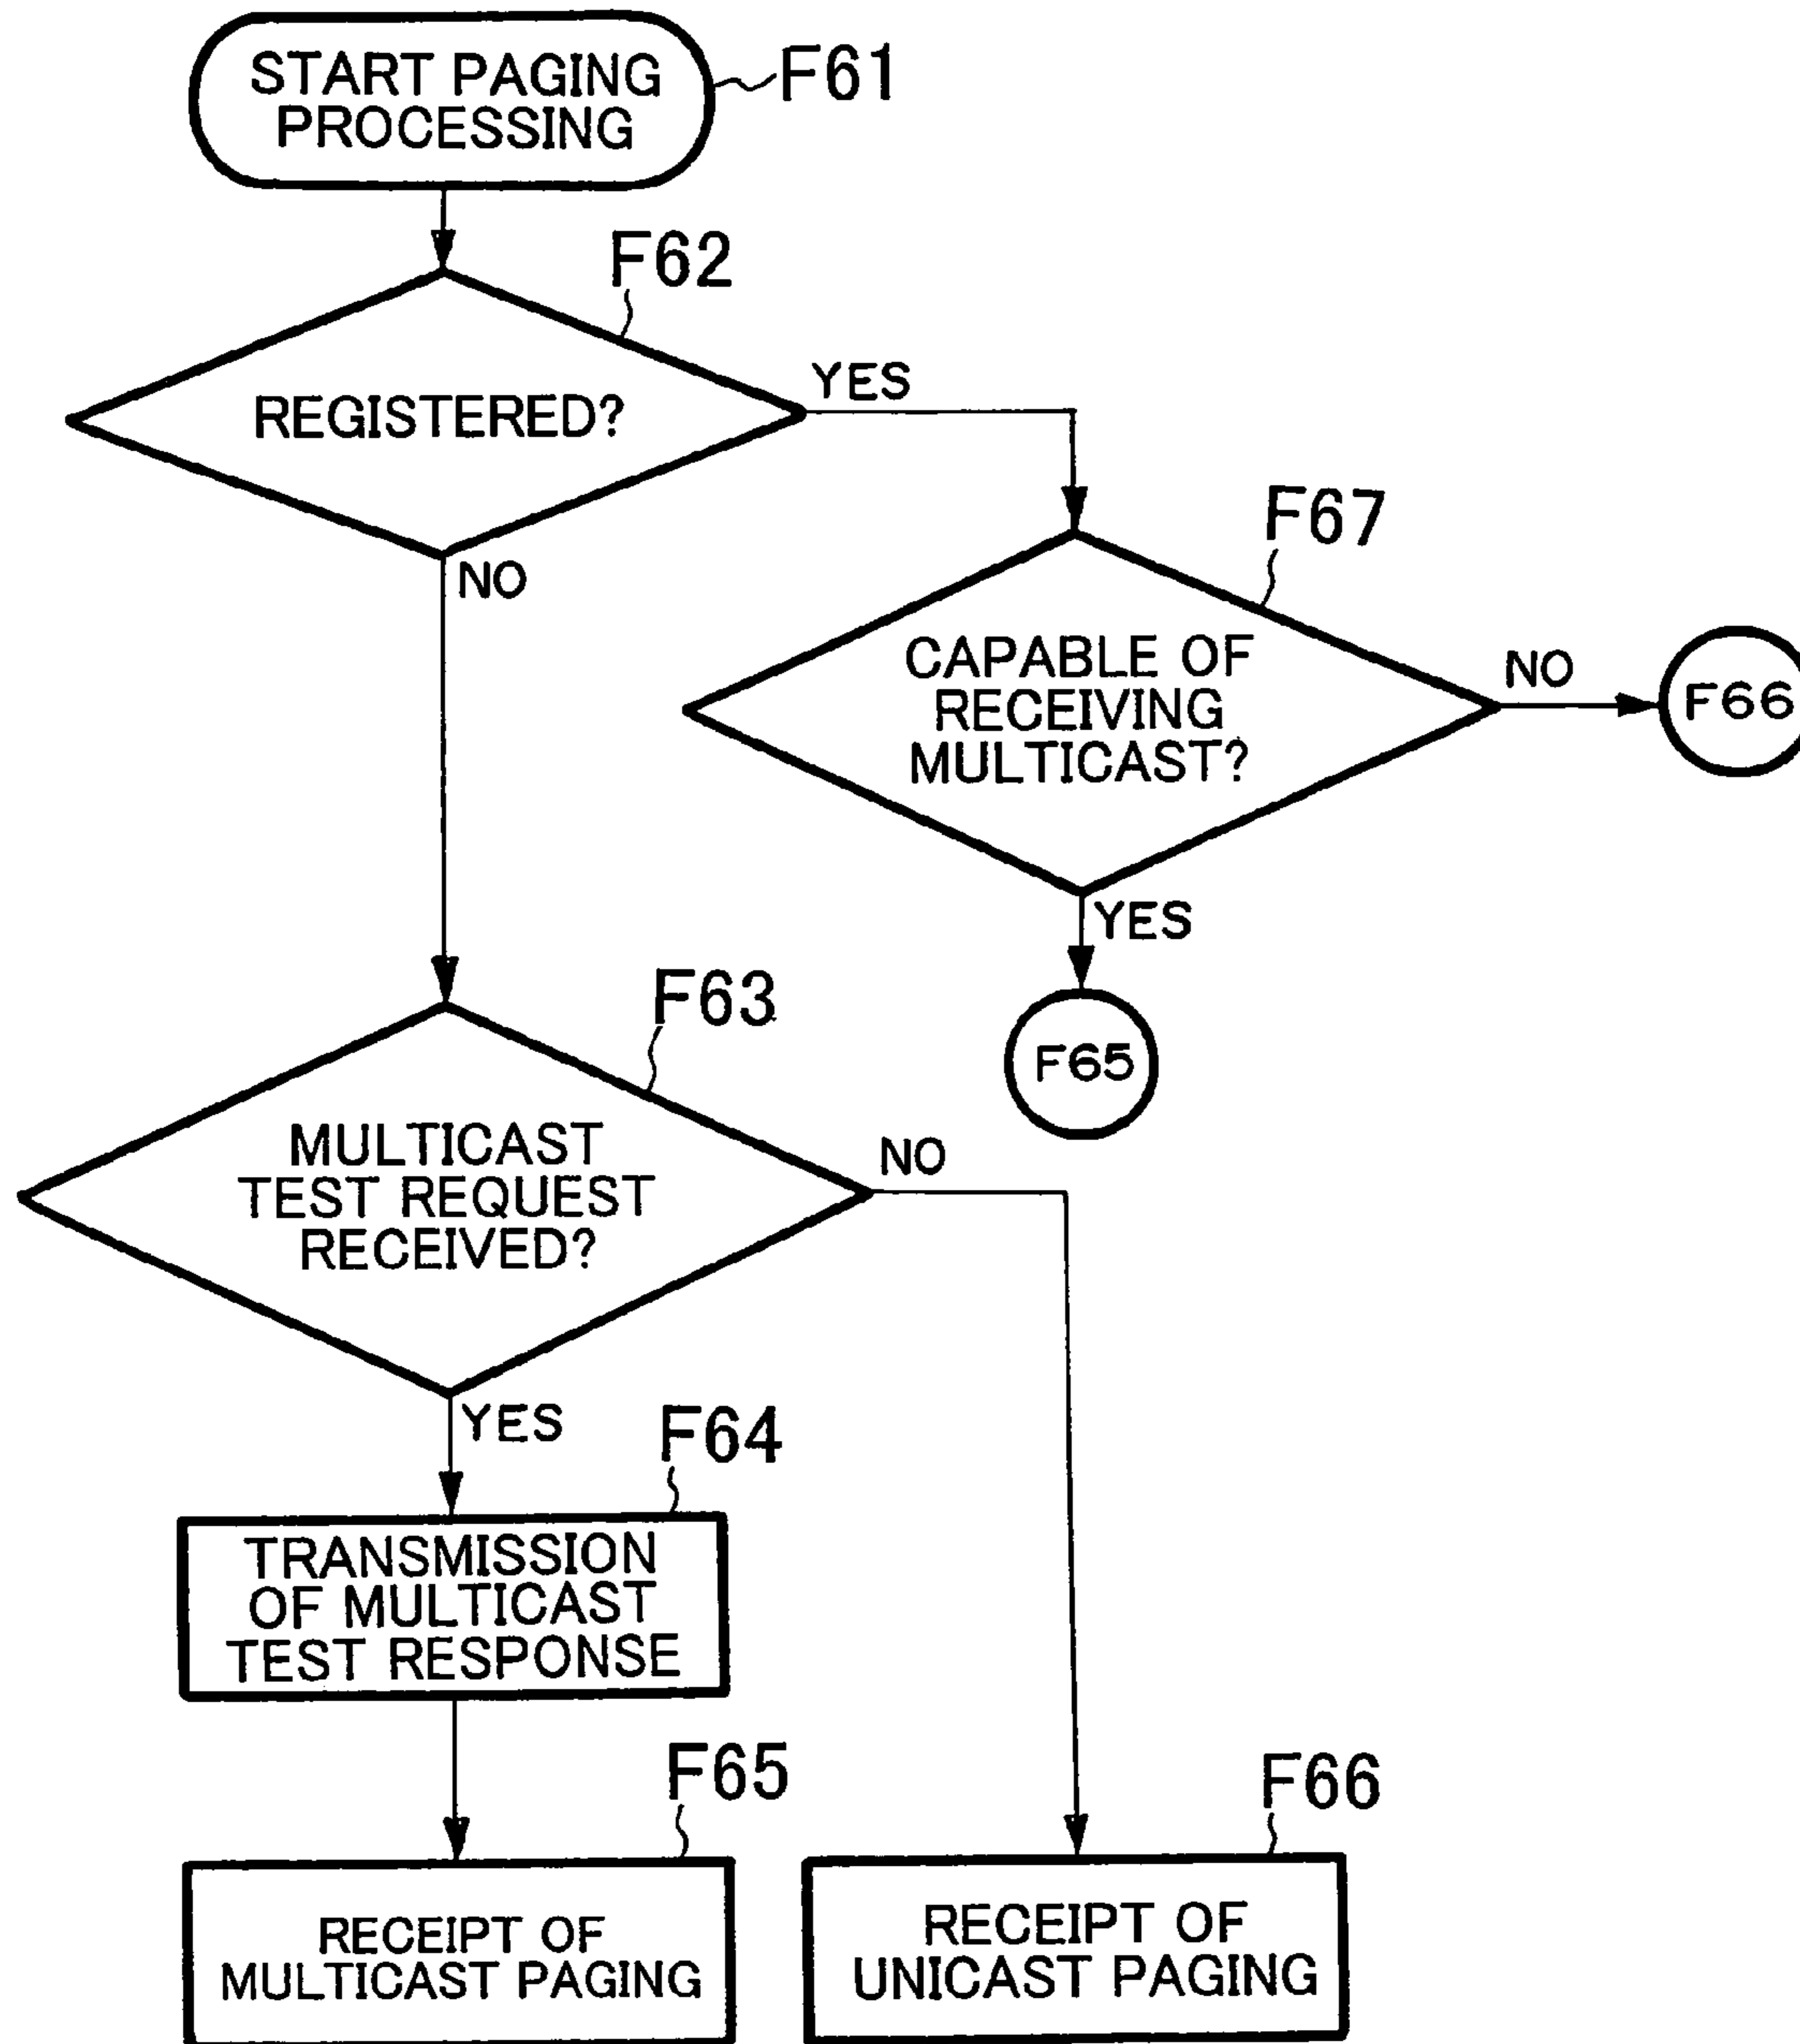 START PAGING
PROCESSING
F61
F62
REGISTERED?
YES
NO
F67
CAPABLE OF
RECEIVING
MULTICAST?
NO
F66
YES
F65
F63
MULTICAST
TEST REQUEST
RECEIVED?
NO
YES
F64
TRANSMISSION
OF MULTICAST
TEST RESPONSE
F65
RECEIPT OF
MULTICAST PAGING
F66
RECEIPT OF
UNICAST PAGING